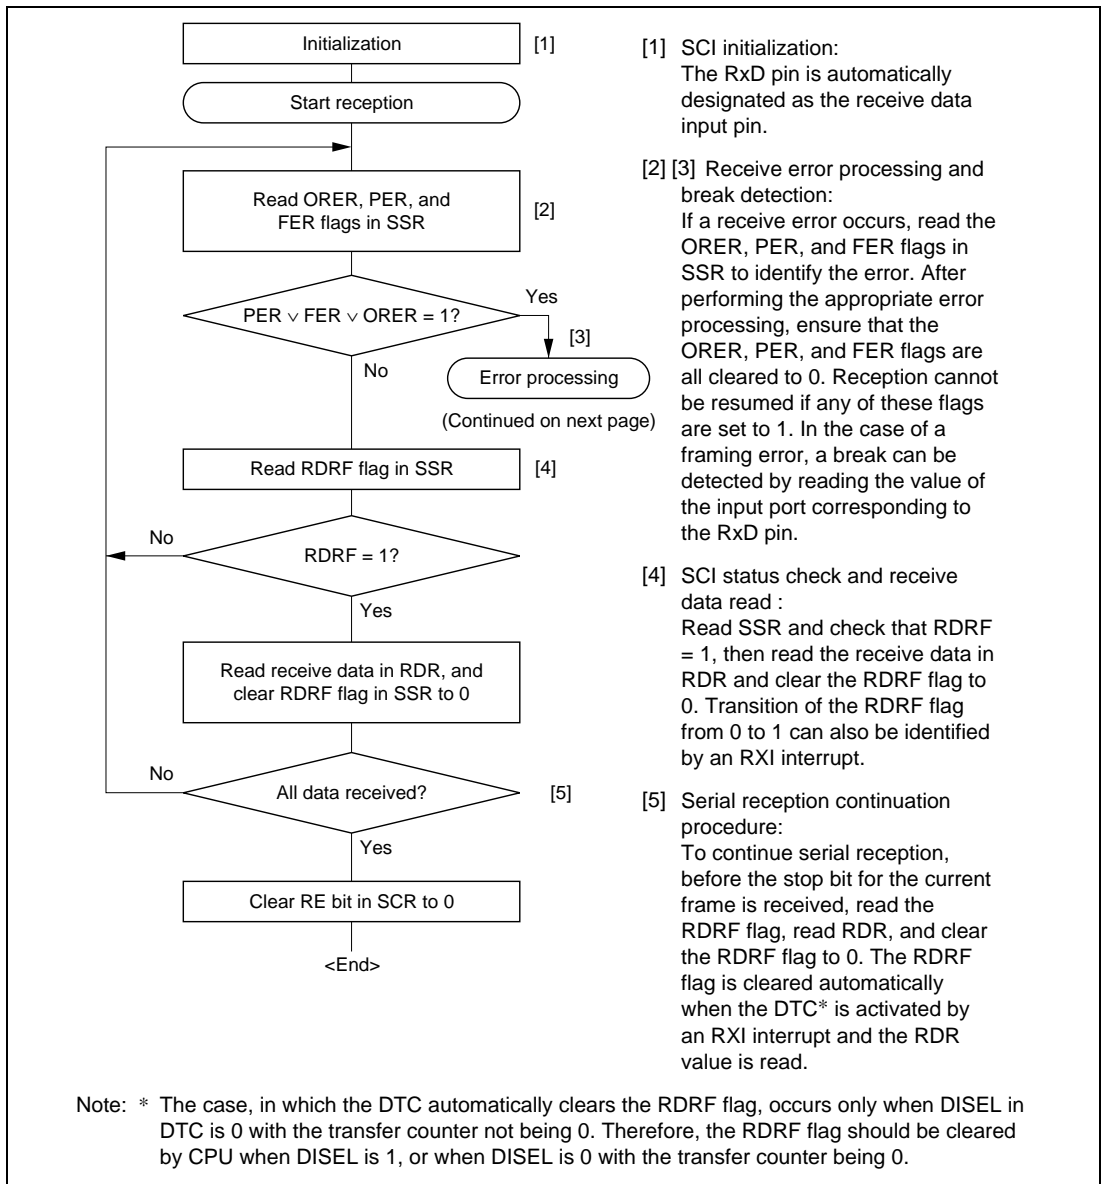 Initialization
[1]
Start reception
Read ORER, PER, and
FER flags in SSR
[2]
PER ∨ FER ∨ ORER = 1?
Yes
[3]
No
Error processing
(Continued on next page)
Read RDRF flag in SSR
[4]
No
RDRF = 1?
Yes
Read receive data in RDR, and
clear RDRF flag in SSR to 0
No
All data received?
[5]
Yes
Clear RE bit in SCR to 0
<End>
[1] SCI initialization:
The RxD pin is automatically
designated as the receive data
input pin.
[2] [3] Receive error processing and
break detection:
If a receive error occurs, read the
ORER, PER, and FER flags in
SSR to identify the error. After
performing the appropriate error
processing, ensure that the
ORER, PER, and FER flags are
all cleared to 0. Reception cannot
be resumed if any of these flags
are set to 1. In the case of a
framing error, a break can be
detected by reading the value of
the input port corresponding to
the RxD pin.
[4] SCI status check and receive
data read :
Read SSR and check that RDRF
= 1, then read the receive data in
RDR and clear the RDRF flag to
0. Transition of the RDRF flag
from 0 to 1 can also be identified
by an RXI interrupt.
[5] Serial reception continuation
procedure:
To continue serial reception,
before the stop bit for the current
frame is received, read the
RDRF flag, read RDR, and clear
the RDRF flag to 0. The RDRF
flag is cleared automatically
when the DTC* is activated by
an RXI interrupt and the RDR
value is read.
Note: * The case, in which the DTC automatically clears the RDRF flag, occurs only when DISEL in
DTC is 0 with the transfer counter not being 0. Therefore, the RDRF flag should be cleared
by CPU when DISEL is 1, or when DISEL is 0 with the transfer counter being 0.